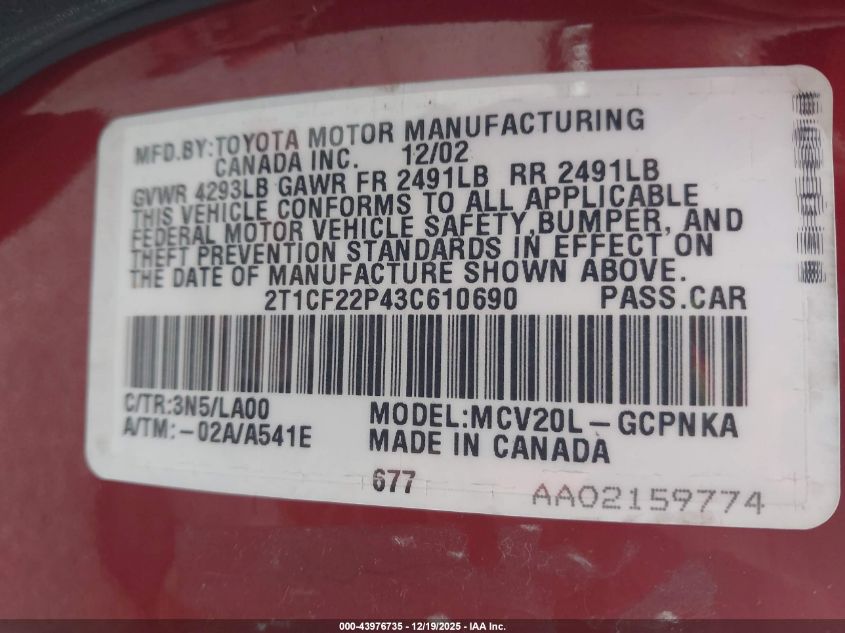 MFD.BY:TOYOTA MOTOR MANUFACTURING
CANADA INC. 12/02
GVWR 4293LB GAWR FR 2491LB RR 2491LB
THIS VEHICLE CONFORMS TO ALL APPLICABLE
FEDERAL MOTOR VEHICLE SAFETY,BUMPER, AND
THEFT PREVENTION STANDARDS IN EFFECT ON
THE DATE OF MANUFACTURE SHOWN ABOVE.
2T1CF22P43C610690 PASS.CAR
C/TR:3N5/LA00 MODEL:MCV20L-GCPNKA
A/TM:-02A/A541E MADE IN CANADA
677
AA02159774
000-43976735 - 12/19/2025 - IAA Inc.